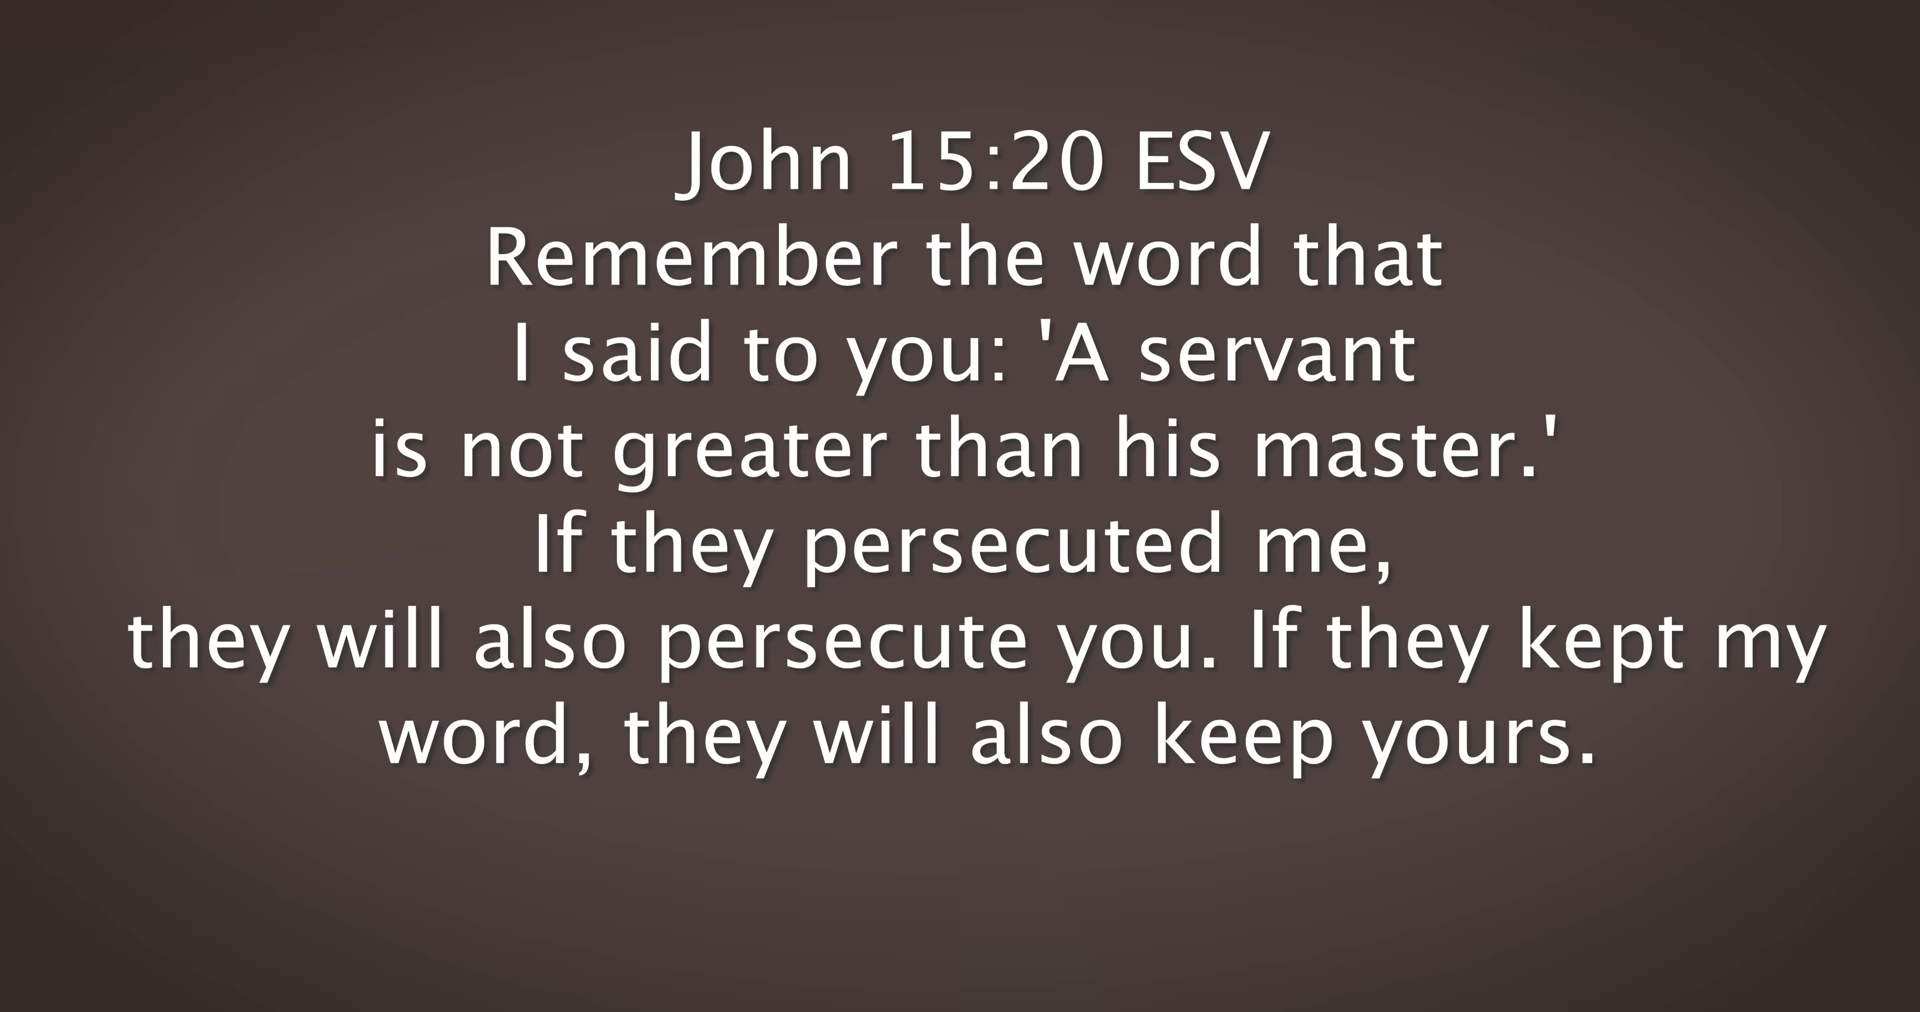 John 15:20 ESV
Remember the word that
I said to you: 'A servant
is not greater than his master.'
If they persecuted me,
they will also persecute you. If they kept my
word, they will also keep yours.